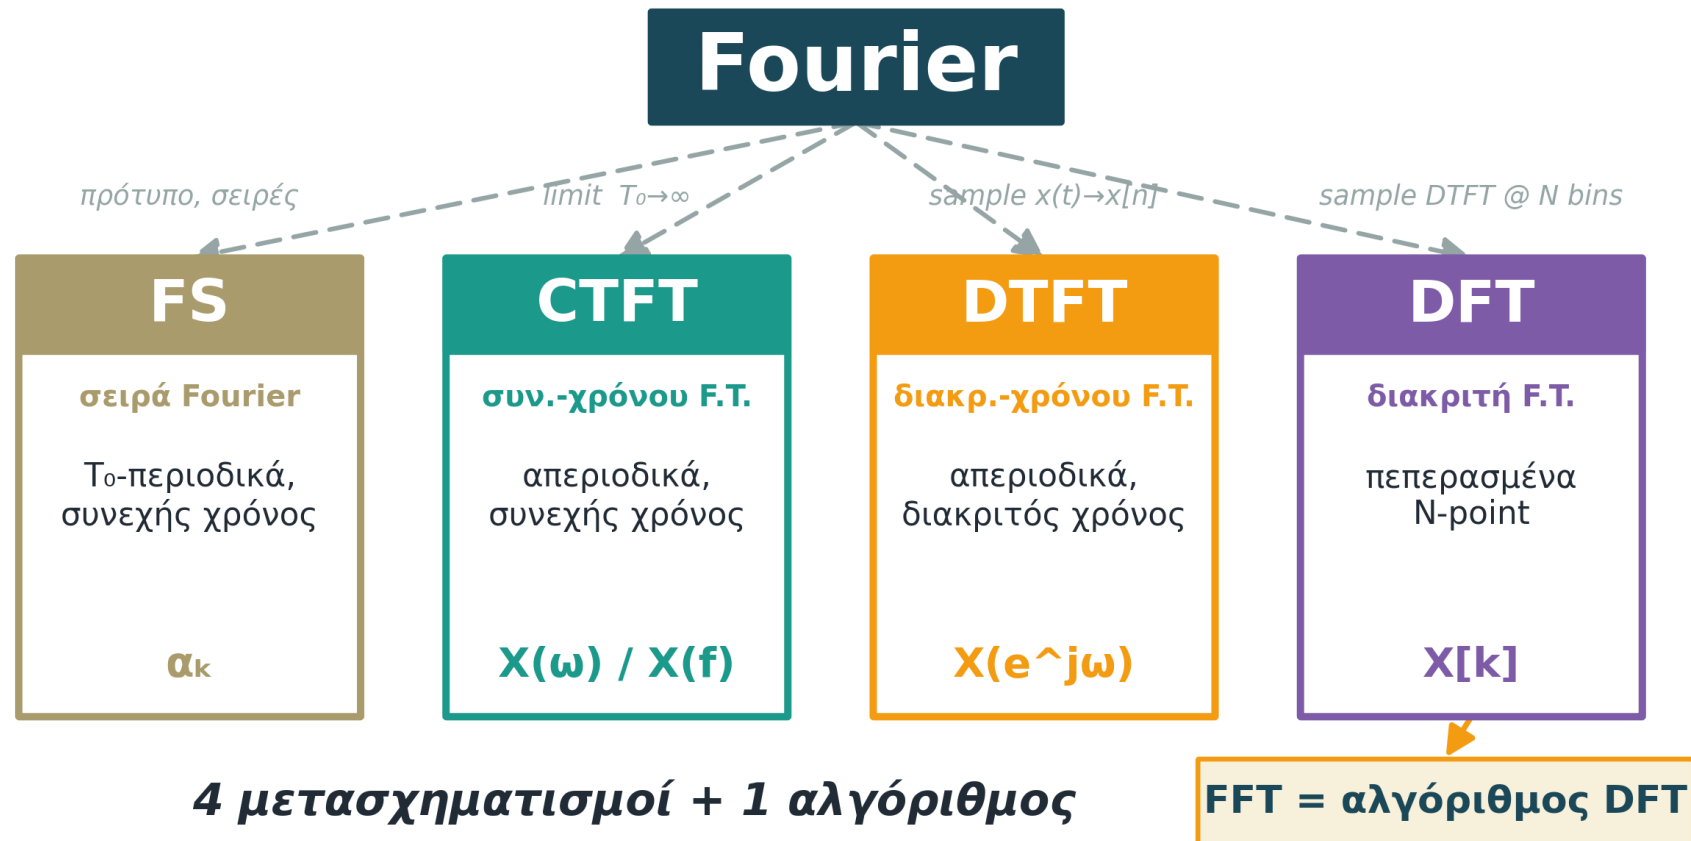 Fourier
πρότυπο, σειρές
limit T₀→∞
sample x(t)→x[n]
sample DTFT @ N bins
FS
σειρά Fourier
T₀-περιοδικά,
συνεχής χρόνος
αₖ
CTFT
συν.-χρόνου F.T.
απεριοδικά,
συνεχής χρόνος
X(ω) / X(f)
DTFT
διακρ.-χρόνου F.T.
απεριοδικά,
διακριτός χρόνος
X(e^jω)
DFT
διακριτή F.T.
πεπερασμένα
N-point
X[k]
4 μετασχηματισμοί + 1 αλγόριθμος
FFT = αλγόριθμος DFT